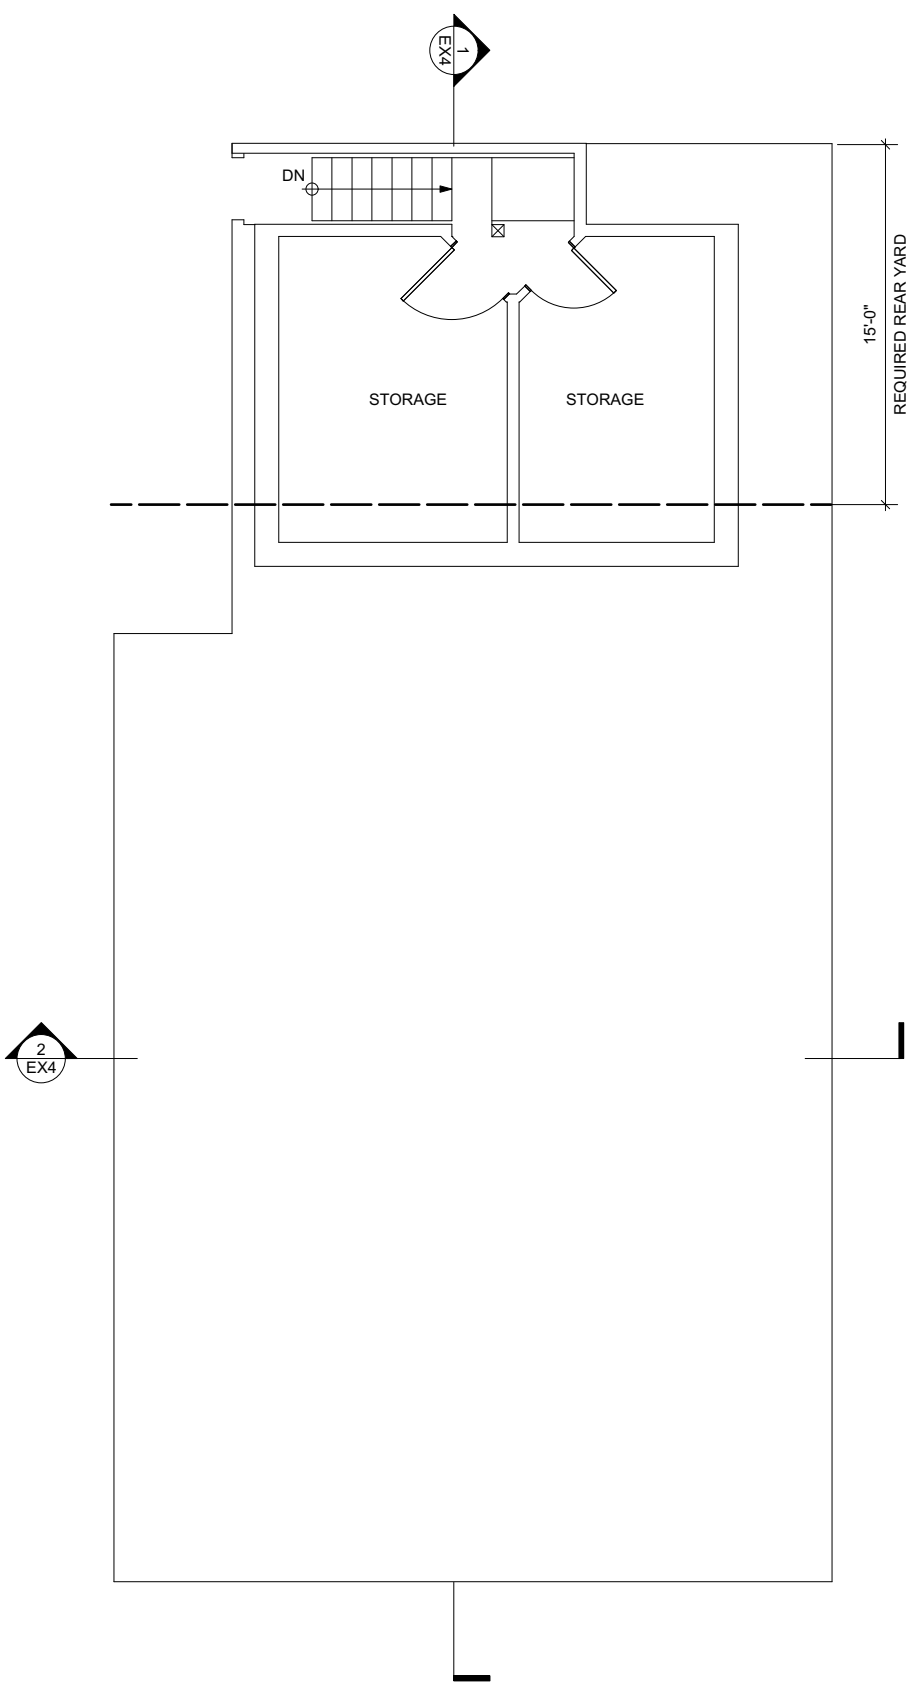 1
EX4
DN
15'-0"
REQUIRED REAR YARD
STORAGE
STORAGE
2
EX4